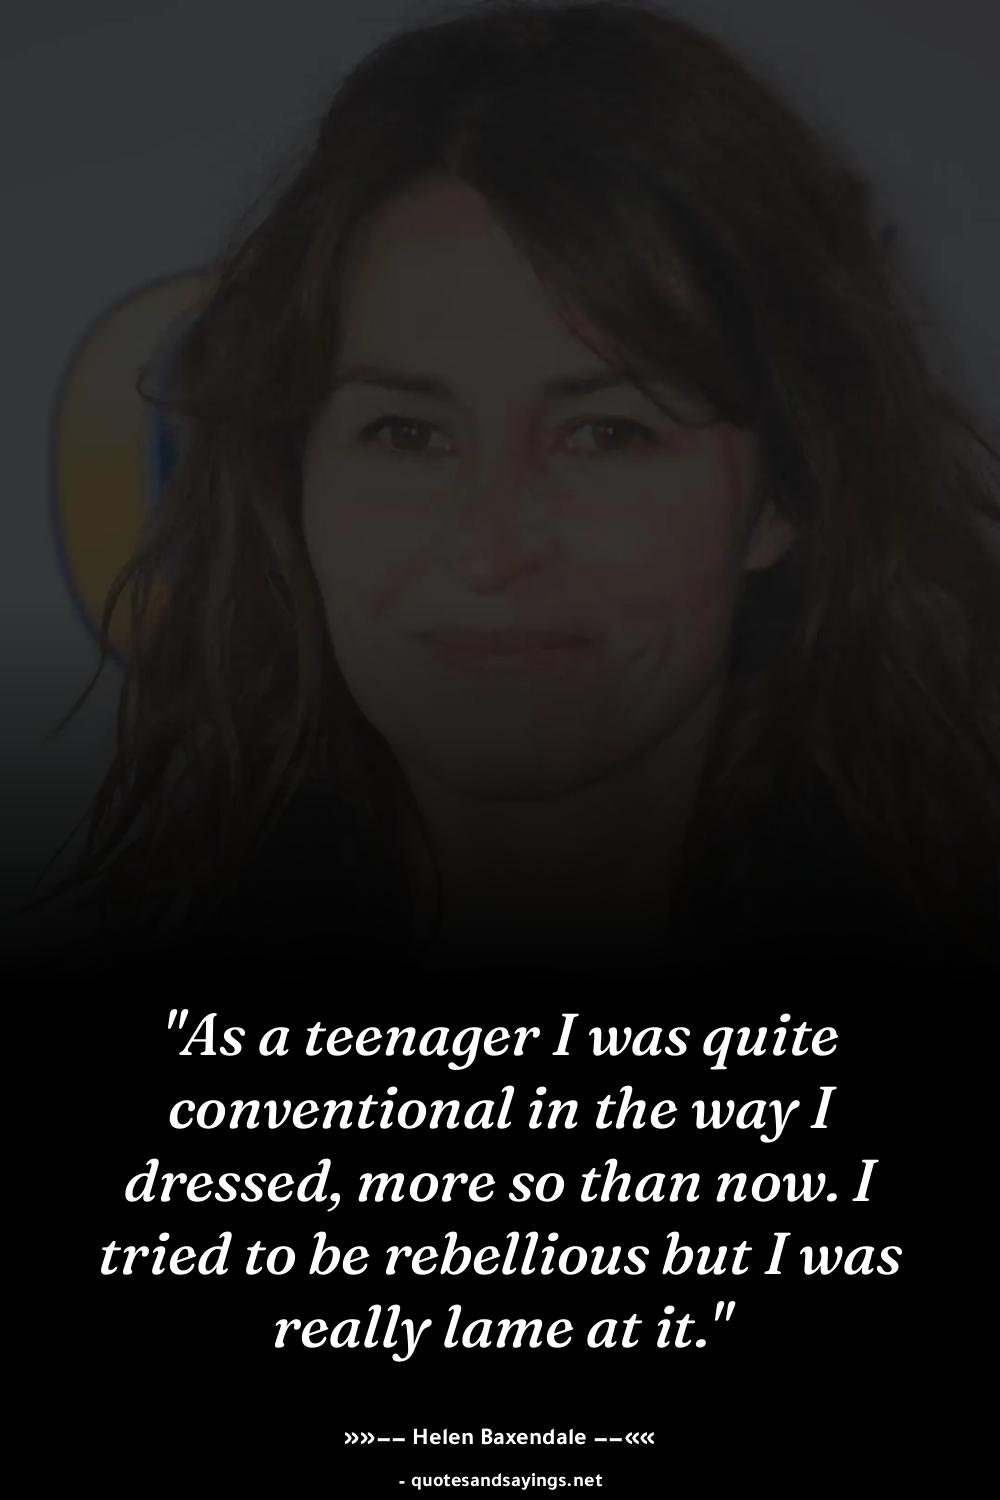 "As a teenager I was quite
conventional in the way I
dressed, more so than now. I
tried to be rebellious but I was
really lame at it."
»»−− Helen Baxendale −−««
- quotesandsayings.net